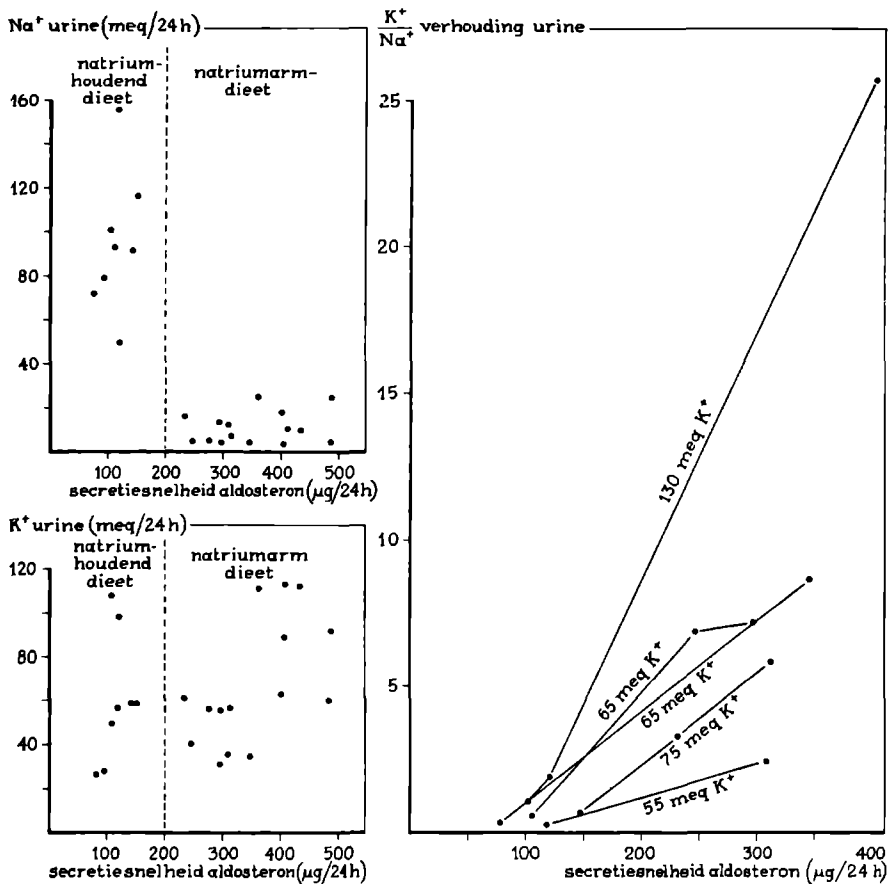 Na⁺ urine (meq/24 h)
natrium-
houdend
dieet
natriumarm-
dieet
160
120
80
40
100 200 300 400 500
secretiesnelheid aldosteron (µg/24h)
K⁺ urine (meq/24 h)
natrium-
houdend
dieet
natriumarm
dieet
120
80
40
100 200 300 400 500
secretiesnelheid aldosteron (µg/24h)
K⁺
Na⁺ verhouding urine
25
20
15
10
5
130 meq K⁺
65 meq K⁺
65 meq K⁺
75 meq K⁺
55 meq K⁺
100 200 300 400
secretiesnelheid aldosteron (µg/24 h)